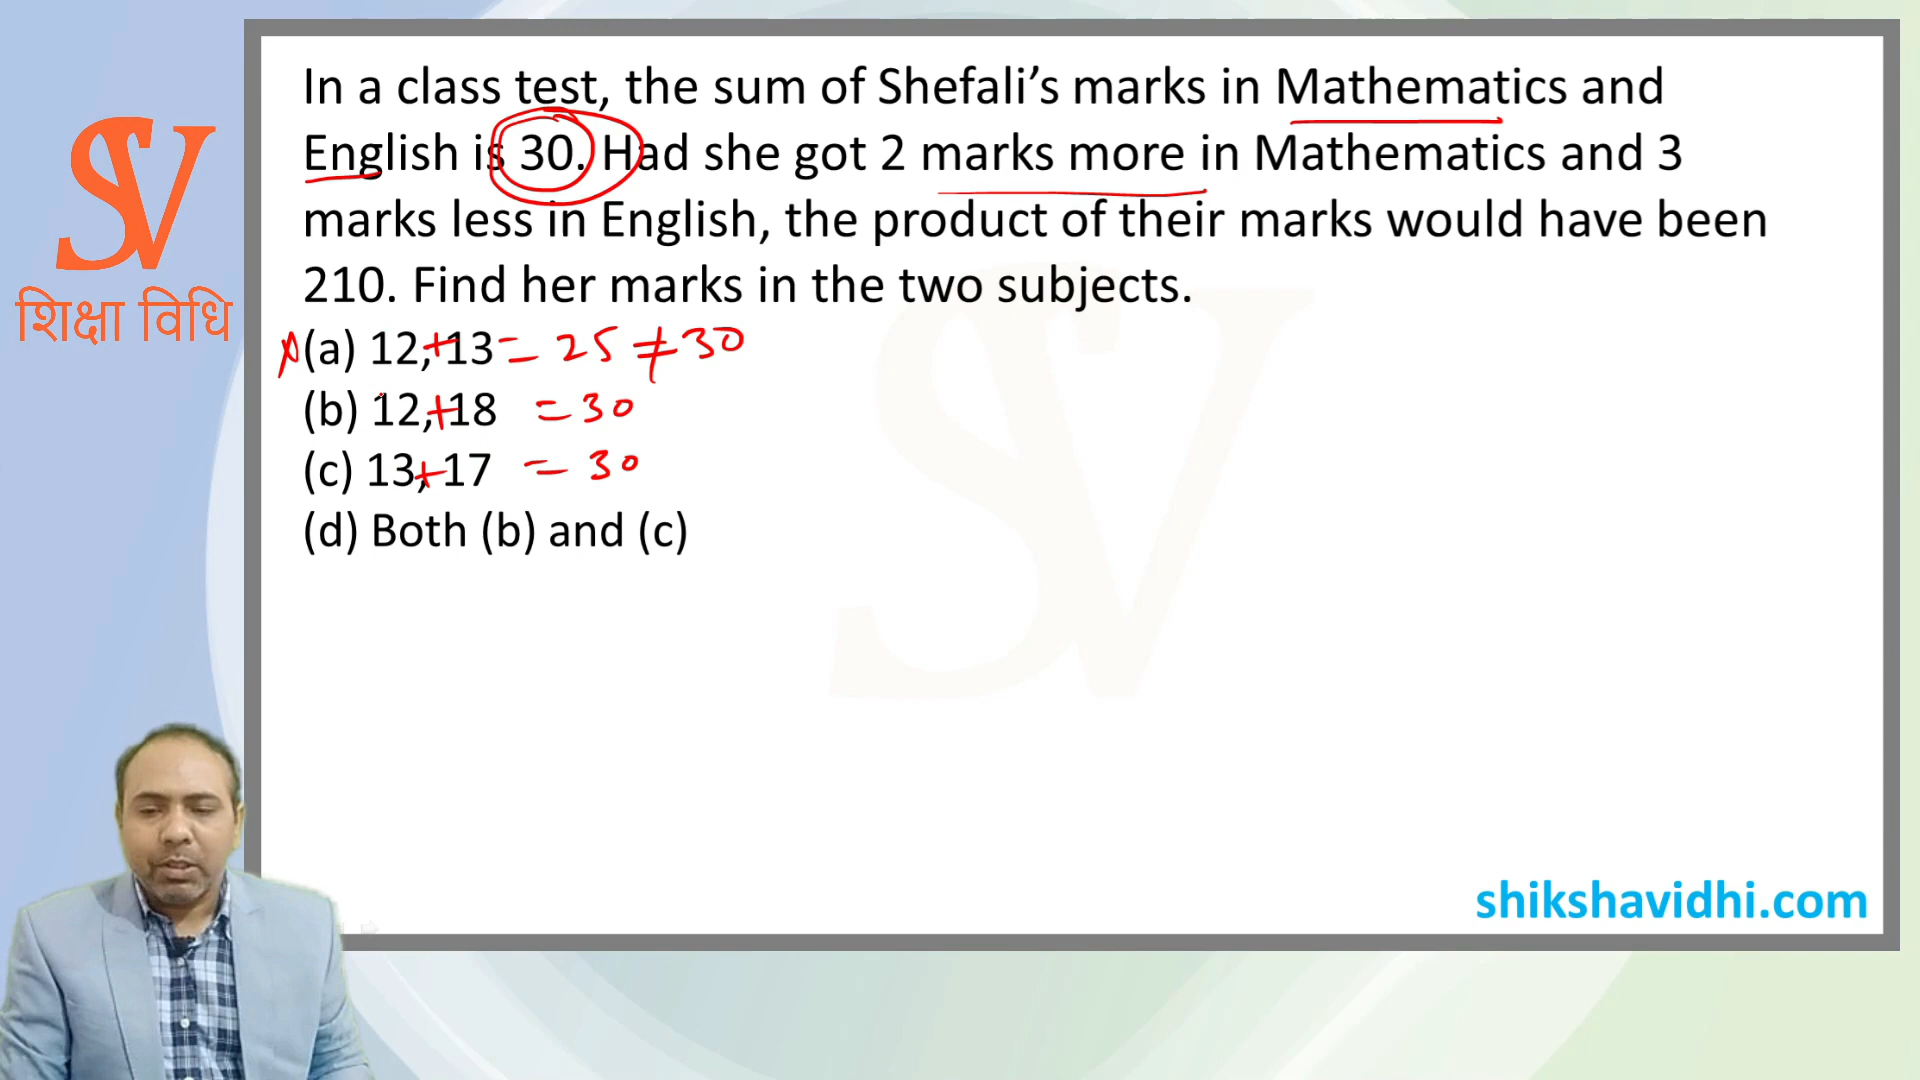 In a class test, the sum of Shefali’s marks in Mathematics and
English is 30. Had she got 2 marks more in Mathematics and 3
marks less in English, the product of their marks would have been
210. Find her marks in the two subjects.
(a) 12,+13 = 25 ≠ 30
(b) 12,+18 = 30
(c) 13,+17 = 30
(d) Both (b) and (c)
SV
शिक्षा विधि
SV
shikshavidhi.com